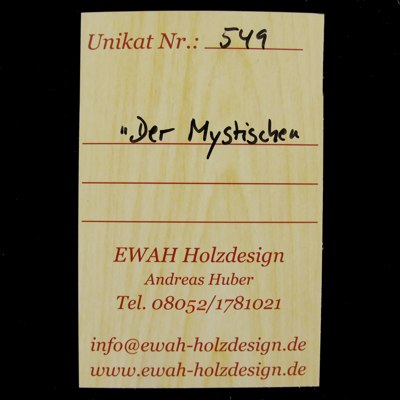 Unikat Nr.: 549
"Der Mystischen
EWAH Holzdesign
Andreas Huber
Tel. 08052/1781021
info@ewah-holzdesign.de
www.ewah-holzdesign.de